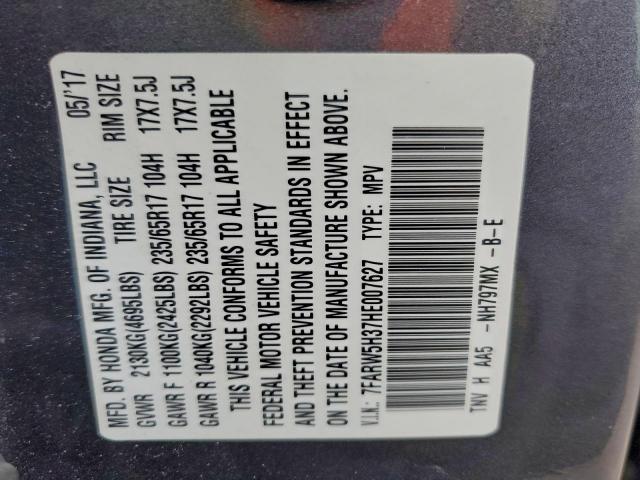 MFD. BY HONDA MFG. OF INDIANA, LLC 05/'17
GVWR 2130KG(4695LBS) TIRE SIZE RIM SIZE
GAWR F 1100KG(2425LBS) 235/65R17 104H 17X7.5J
GAWR R 1040KG(2292LBS) 235/65R17 104H 17X7.5J
THIS VEHICLE CONFORMS TO ALL APPLICABLE
FEDERAL MOTOR VEHICLE SAFETY
AND THEFT PREVENTION STANDARDS IN EFFECT
ON THE DATE OF MANUFACTURE SHOWN ABOVE.
V.I.N.: 7FARW5H37HE007627 TYPE: MPV
TNV H AA5 -NH797MX -B-E